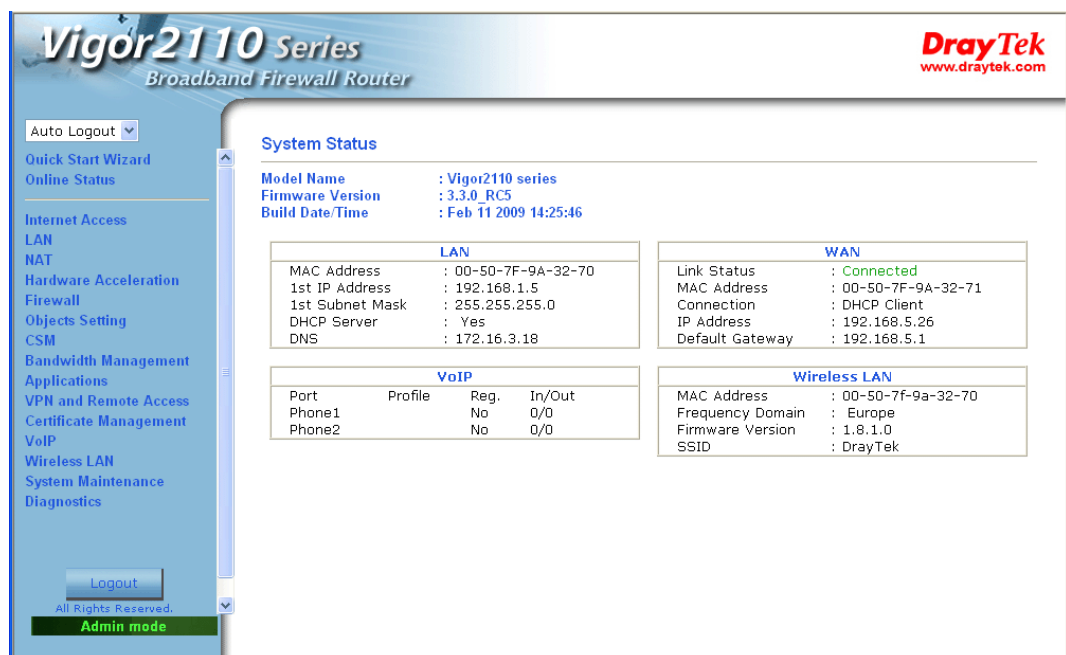 Vigor2110 Series
Broadband Firewall Router
DrayTek
www.draytek.com
Auto Logout
Quick Start Wizard
Online Status
Internet Access
LAN
NAT
Hardware Acceleration
Firewall
Objects Setting
CSM
Bandwidth Management
Applications
VPN and Remote Access
Certificate Management
VoIP
Wireless LAN
System Maintenance
Diagnostics
Logout
All Rights Reserved.
Admin mode
System Status
Model Name : Vigor2110 series
Firmware Version : 3.3.0_RC5
Build Date/Time : Feb 11 2009 14:25:46
LAN
MAC Address : 00-50-7F-9A-32-70
1st IP Address : 192.168.1.5
1st Subnet Mask : 255.255.255.0
DHCP Server : Yes
DNS : 172.16.3.18
WAN
Link Status : Connected
MAC Address : 00-50-7F-9A-32-71
Connection : DHCP Client
IP Address : 192.168.5.26
Default Gateway : 192.168.5.1
VoIP
Port Profile Reg. In/Out
Phone1 No 0/0
Phone2 No 0/0
Wireless LAN
MAC Address : 00-50-7f-9a-32-70
Frequency Domain : Europe
Firmware Version : 1.8.1.0
SSID : DrayTek